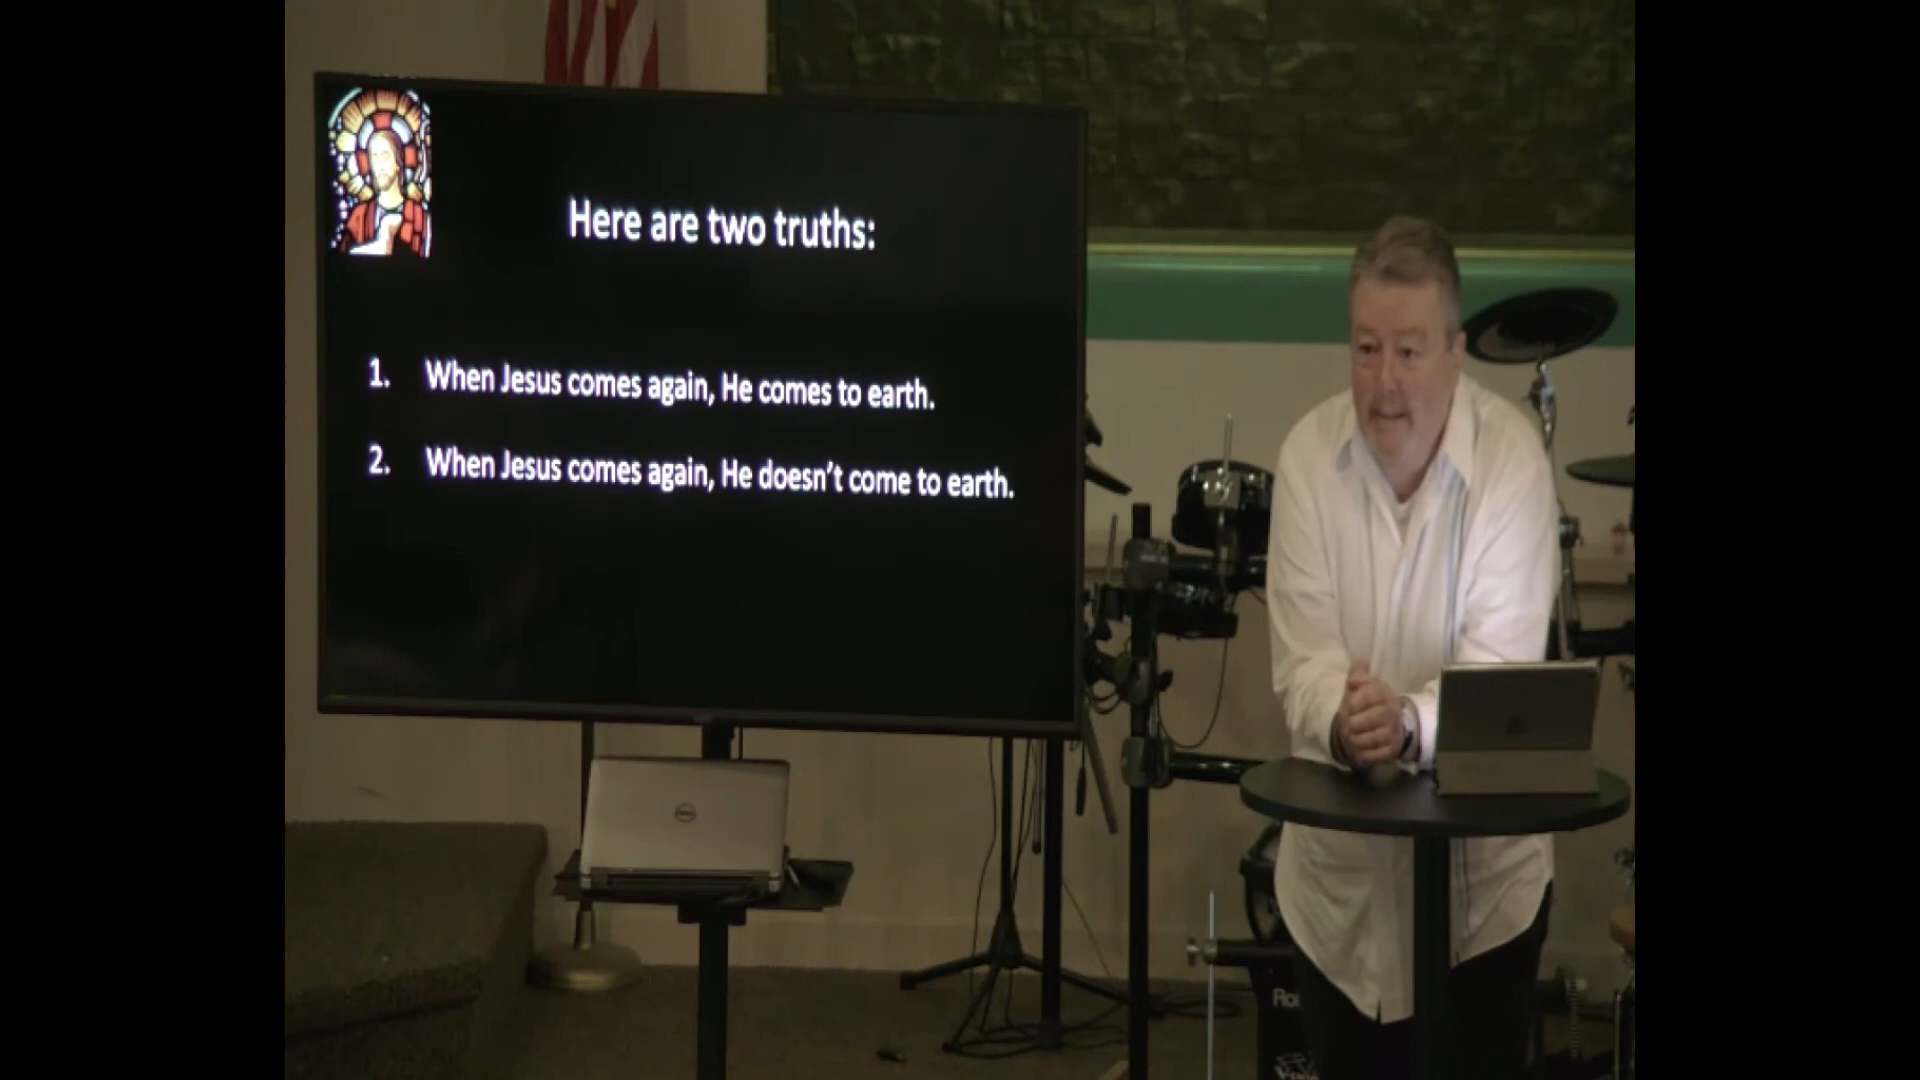 Here are two truths:
1. When Jesus comes again, He comes to earth.
2. When Jesus comes again, He doesn't come to earth.
DELL